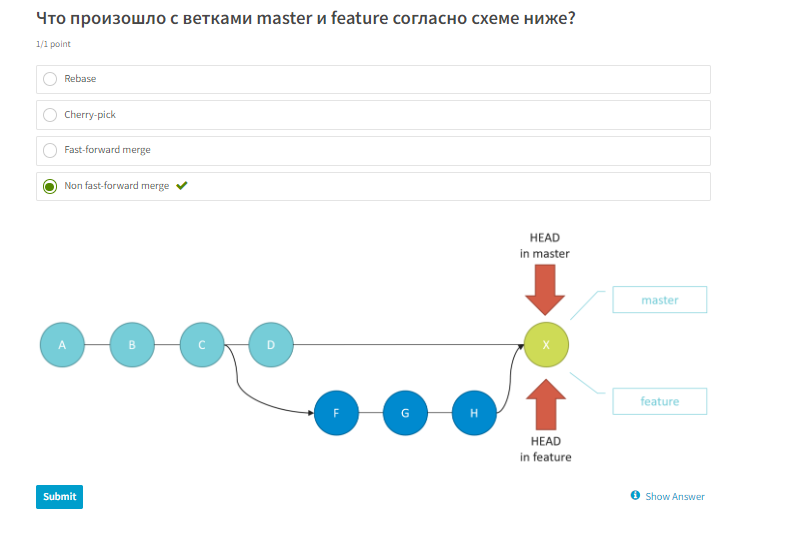 Что произошло с ветками master и feature согласно схеме ниже?
1/1 point
Rebase
Cherry-pick
Fast-forward merge
Non fast-forward merge
HEAD
in master
master
A
B
C
D
X
feature
F
G
H
HEAD
in feature
Submit
Show Answer